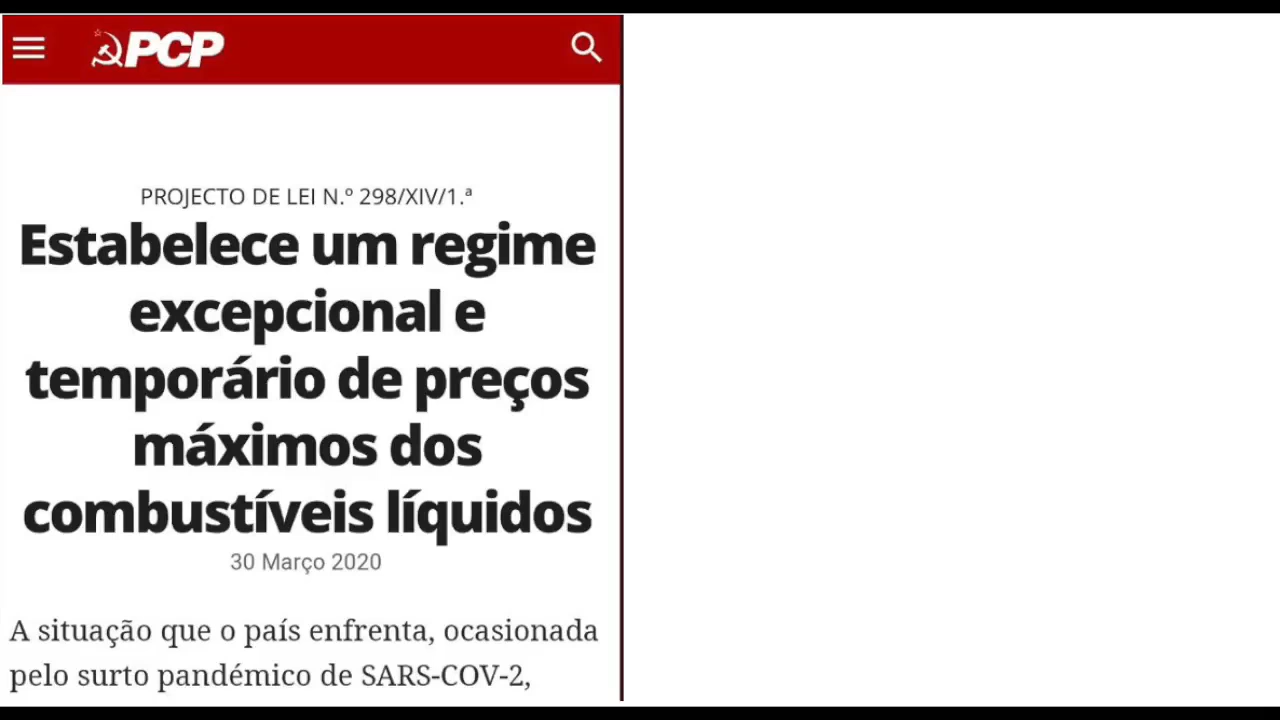 PCP
PROJECTO DE LEI N.º 298/XIV/1.ª
Estabelece um regime
excepcional e
temporário de preços
máximos dos
combustíveis líquidos
30 Março 2020
A situação que o país enfrenta, ocasionada
pelo surto pandémico de SARS-COV-2,